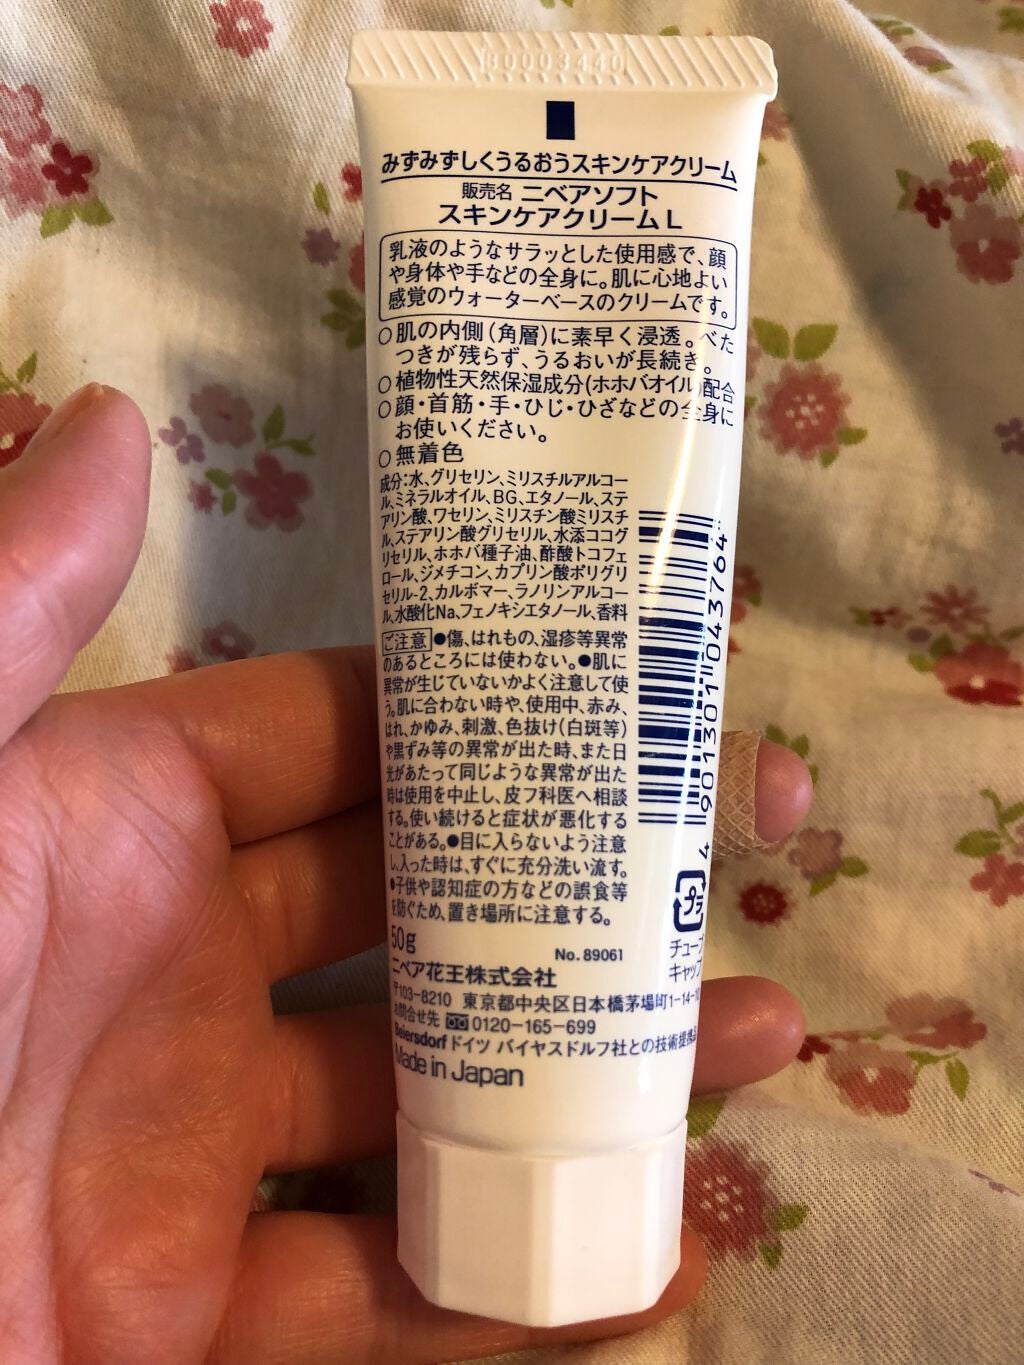 B0003440
みずみずしくうるおうスキンケアクリーム
販売名 ニベアソフト
スキンケアクリームL
乳液のようなサラッとした使用感で、顔
や身体や手などの全身に。肌に心地よい
感覚のウォーターベースのクリームです。
○肌の内側(角層)に素早く浸透。べた
つきが残らず、うるおいが長続き。
○植物性天然保湿成分(ホホバオイル)配合
○顔・首筋・手・ひじ・ひざなどの全身に
お使いください。
○無着色
成分:水、グリセリン、ミリスチルアルコー
ル、ミネラルオイル、BG、エタノール、ステ
アリン酸、ワセリン、ミリスチン酸ミリスチ
ル、ステアリン酸グリセリル、水添ココグ
リセリル、ホホバ種子油、酢酸トコフェ
ロール、ジメチコン、カプリン酸ポリグリ
セリル-2、カルボマー、ラノリンアルコー
ル、水酸化Na、フェノキシエタノール、香料
ご注意 ●傷、はれもの、湿疹等異常
のあるところには使わない。●肌に
異常が生じていないかよく注意して使
う。肌に合わない時や、使用中、赤み、
はれ、かゆみ、刺激、色抜け(白斑等)
や黒ずみ等の異常が出た時、また日
光があたって同じような異常が出た
時は使用を中止し、皮フ科医へ相談
する。使い続けると症状が悪化する
ことがある。●目に入らないよう注意
し、入った時は、すぐに充分洗い流す。
●子供や認知症の方などの誤食等
を防ぐため、置き場所に注意する。
50g
No.89061
ニベア花王株式会社
〒103-8210 東京都中央区日本橋茅場町1-14-10
お問合せ先 0120-165-699
Beiersdorf ドイツ バイヤスドルフ社との技術提携品
Made in Japan
4 901301 043764
プラ
チューブ
キャップ